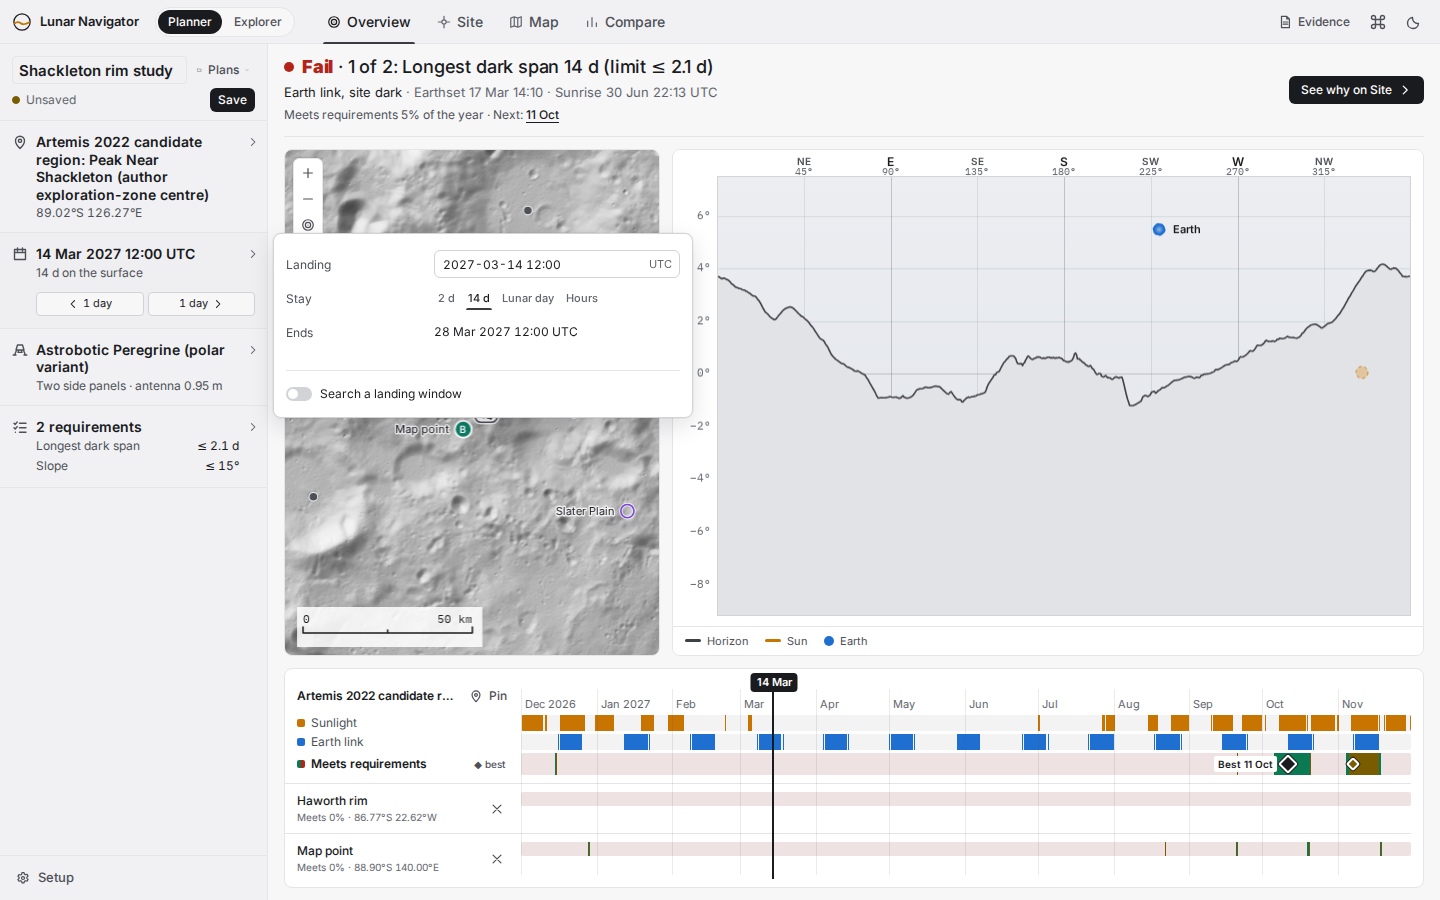 Lunar Navigator
Planner
Explorer
Overview
Site
Map
Compare
Evidence
Shackleton rim study
Plans
Unsaved
Save
Artemis 2022 candidate
region: Peak Near
Shackleton (author
exploration-zone centre)
89.02°S 126.27°E
14 Mar 2027 12:00 UTC
14 d on the surface
1 day
1 day
Astrobotic Peregrine (polar
variant)
Two side panels · antenna 0.95 m
2 requirements
Longest dark span ≤ 2.1 d
Slope ≤ 15°
Setup
Fail · 1 of 2: Longest dark span 14 d (limit ≤ 2.1 d)
Earth link, site dark · Earthset 17 Mar 14:10 · Sunrise 30 Jun 22:13 UTC
Meets requirements 5% of the year · Next: 11 Oct
See why on Site
Landing
2027-03-14 12:00 UTC
Stay
2 d 14 d Lunar day Hours
Ends
28 Mar 2027 12:00 UTC
Search a landing window
Map point B
Slater Plain
0 50 km
NE E SE S SW W NW
45° 90° 135° 180° 225° 270° 315°
6°
4°
2°
0°
−2°
−4°
−6°
−8°
Earth
Horizon Sun Earth
14 Mar
Artemis 2022 candidate r... Pin
Dec 2026 Jan 2027 Feb Mar Apr May Jun Jul Aug Sep Oct Nov
Sunlight
Earth link
Meets requirements ◆ best
Best 11 Oct
Haworth rim
Meets 0% · 86.77°S 22.62°W
Map point
Meets 0% · 88.90°S 140.00°E